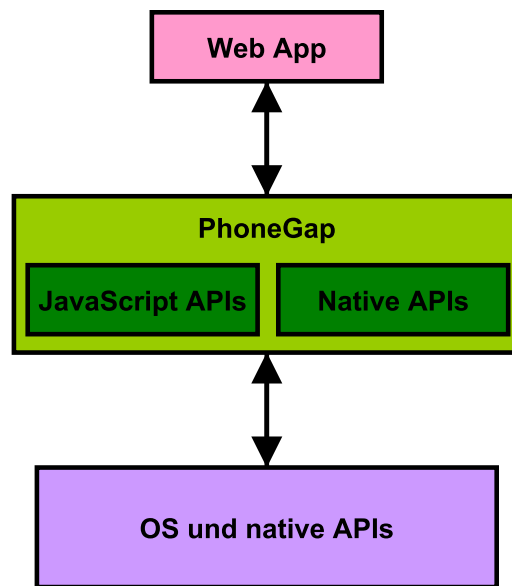 Web App
PhoneGap
JavaScript APIs
Native APIs
OS und native APIs